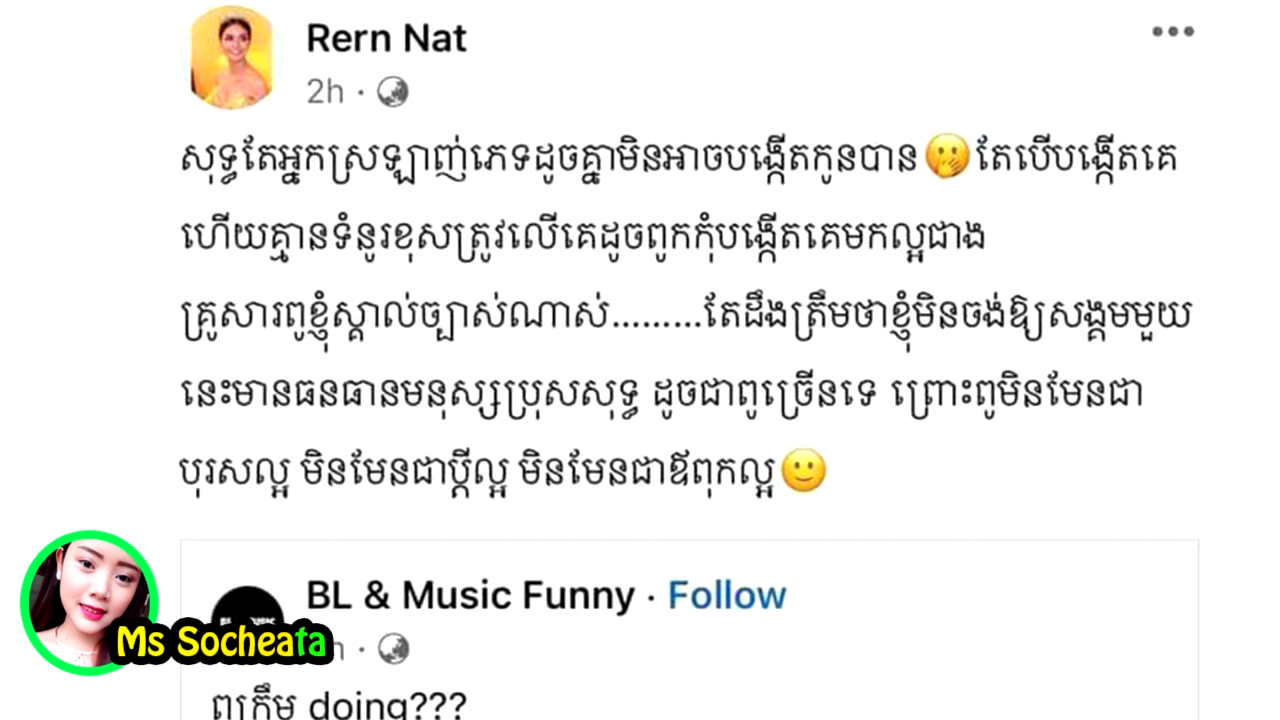 Rern Nat
2h ·
សុទ្ធតែអ្នកស្រឡាញ់ភេទដូចគ្នាមិនអាចបង្កើតកូនបាន🤭តែបើបង្កើតគេ
ហើយគ្មានទំនូរខុសត្រូវលើគេដូចពូកកុំបង្កើតគេមកល្អជាង
គ្រូសារពូខ្ញុំស្គាល់ច្បាស់ណាស់.........តែដឹងត្រឹមថាខ្ញុំមិនចង់ឱ្យសង្គមមួយ
នេះមានធនធានមនុស្សប្រុសសុទ្ធ ដូចជាពូច្រើនទេ ព្រោះពូមិនមែនជា
បុរសល្អ មិនមែនជាប្តីល្អ មិនមែនជាឪពុកល្អ🙂
BL & Music Funny · Follow
Ms Socheata
ពូក្រឹម doing???